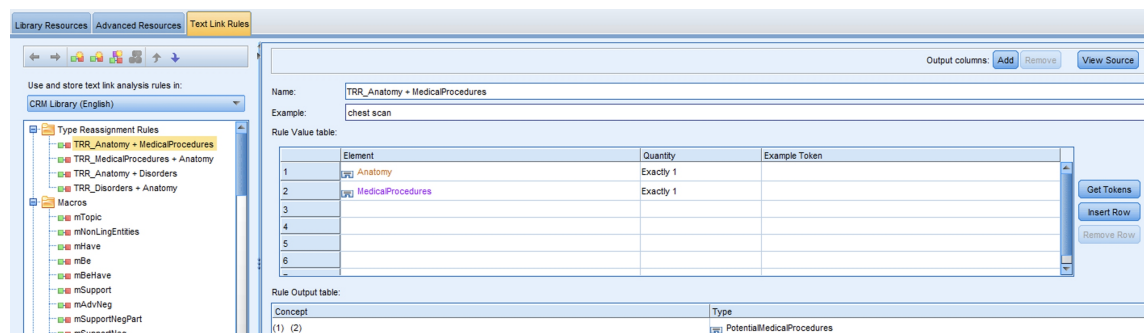 Library Resources Advanced Resources Text Link Rules
Output columns: Add Remove View Source
Use and store text link analysis rules in:
CRM Library (English)
Type Reassignment Rules
TRR_Anatomy + MedicalProcedures
TRR_MedicalProcedures + Anatomy
TRR_Anatomy + Disorders
TRR_Disorders + Anatomy
Macros
mTopic
mNonLingEntities
mHave
mBe
mBeHave
mSupport
mAdvNeg
mSupportNegPart
mSupportNeg
Name: TRR_Anatomy + MedicalProcedures
Example: chest scan
Rule Value table:
Element Quantity Example Token
1 Anatomy Exactly 1
2 MedicalProcedures Exactly 1
3
4
5
6
Get Tokens
Insert Row
Remove Row
Rule Output table:
Concept Type
(1) (2) PotentialMedicalProcedures